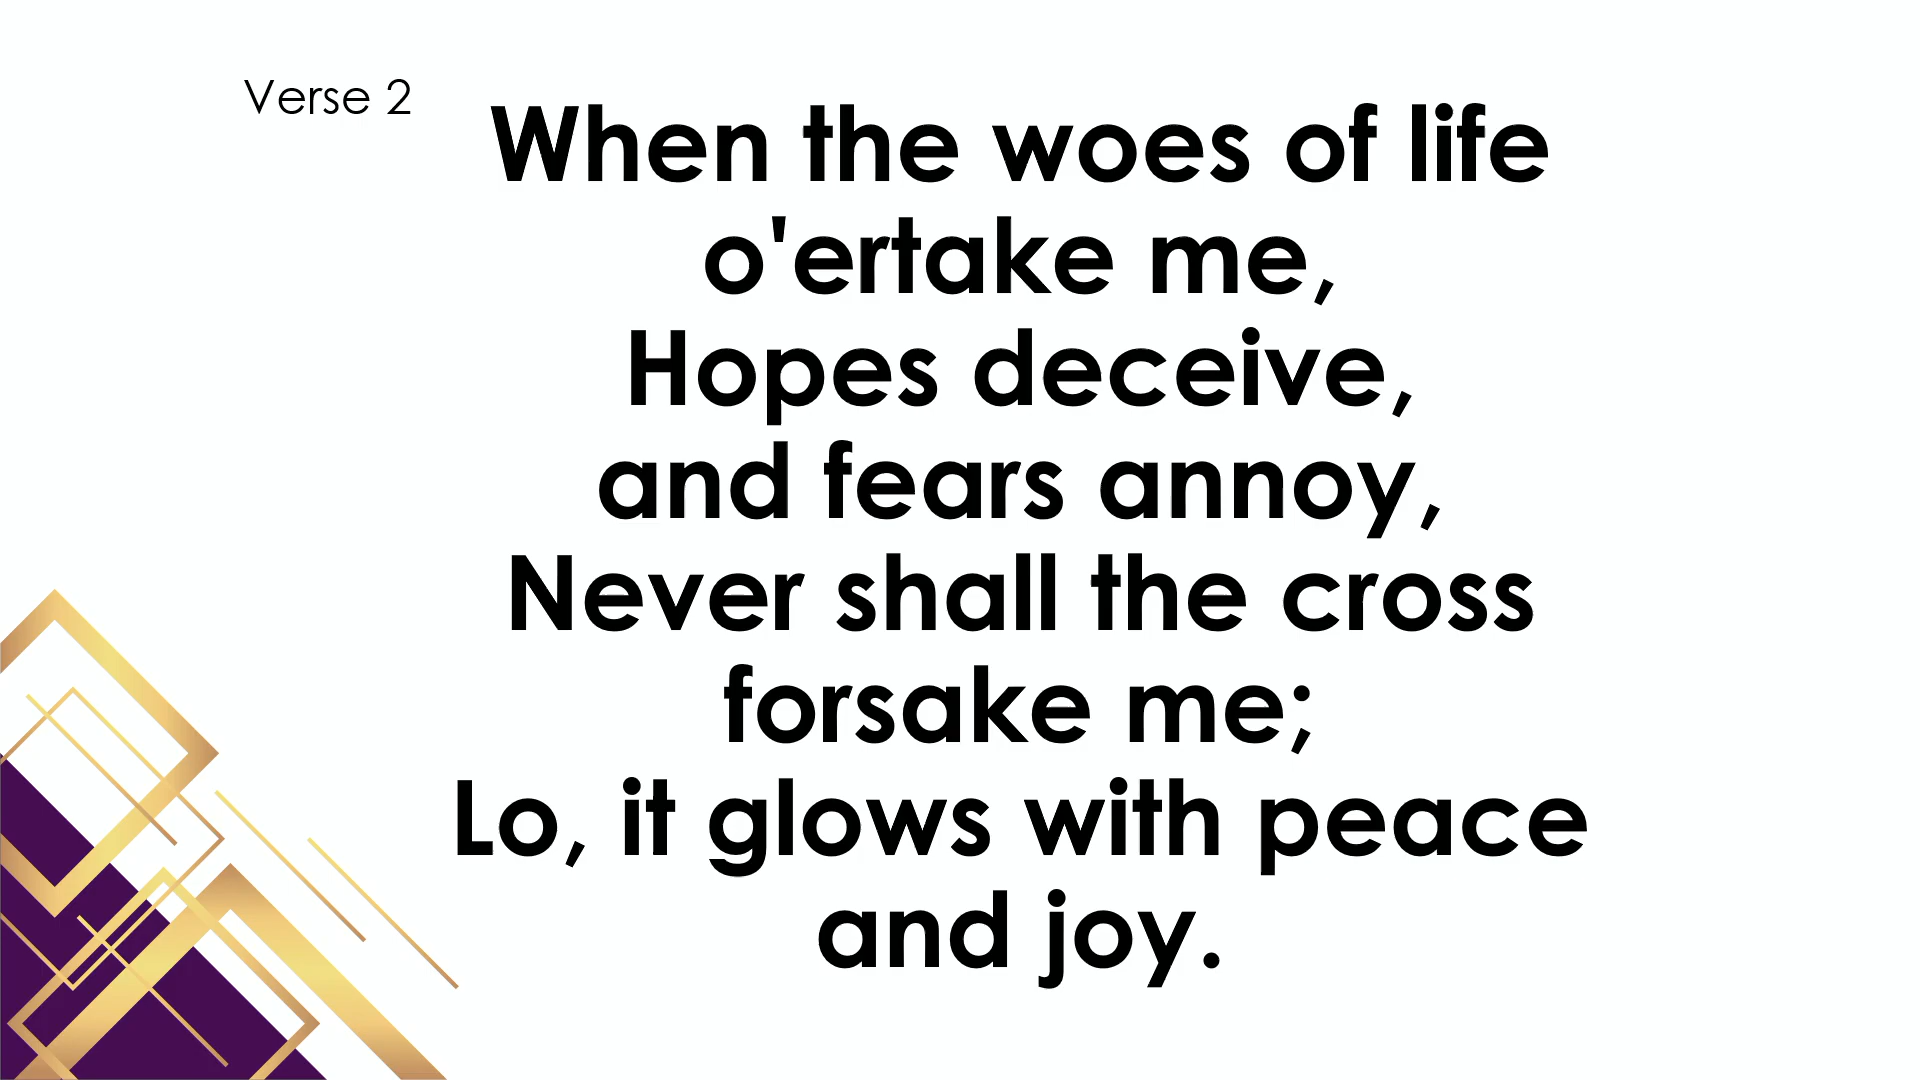 Verse 2
When the woes of life
o'ertake me,
Hopes deceive,
and fears annoy,
Never shall the cross
forsake me;
Lo, it glows with peace
and joy.